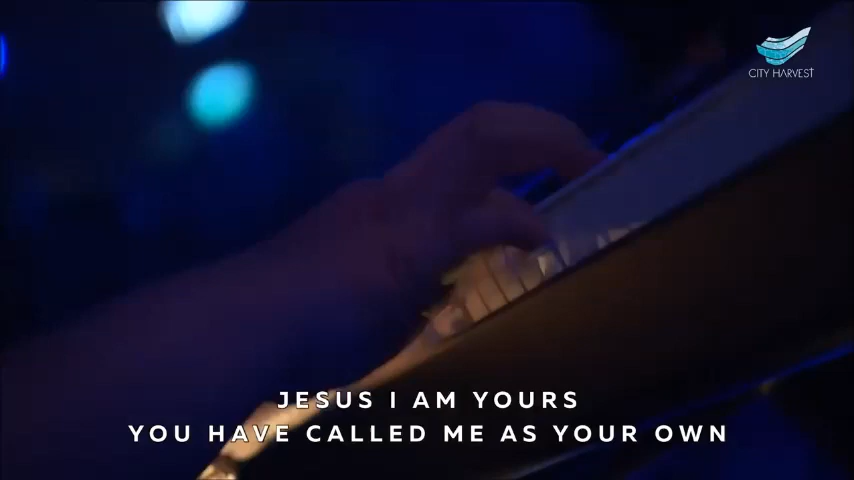 CITY HARVEST
JESUS I AM YOURS
YOU HAVE CALLED ME AS YOUR OWN